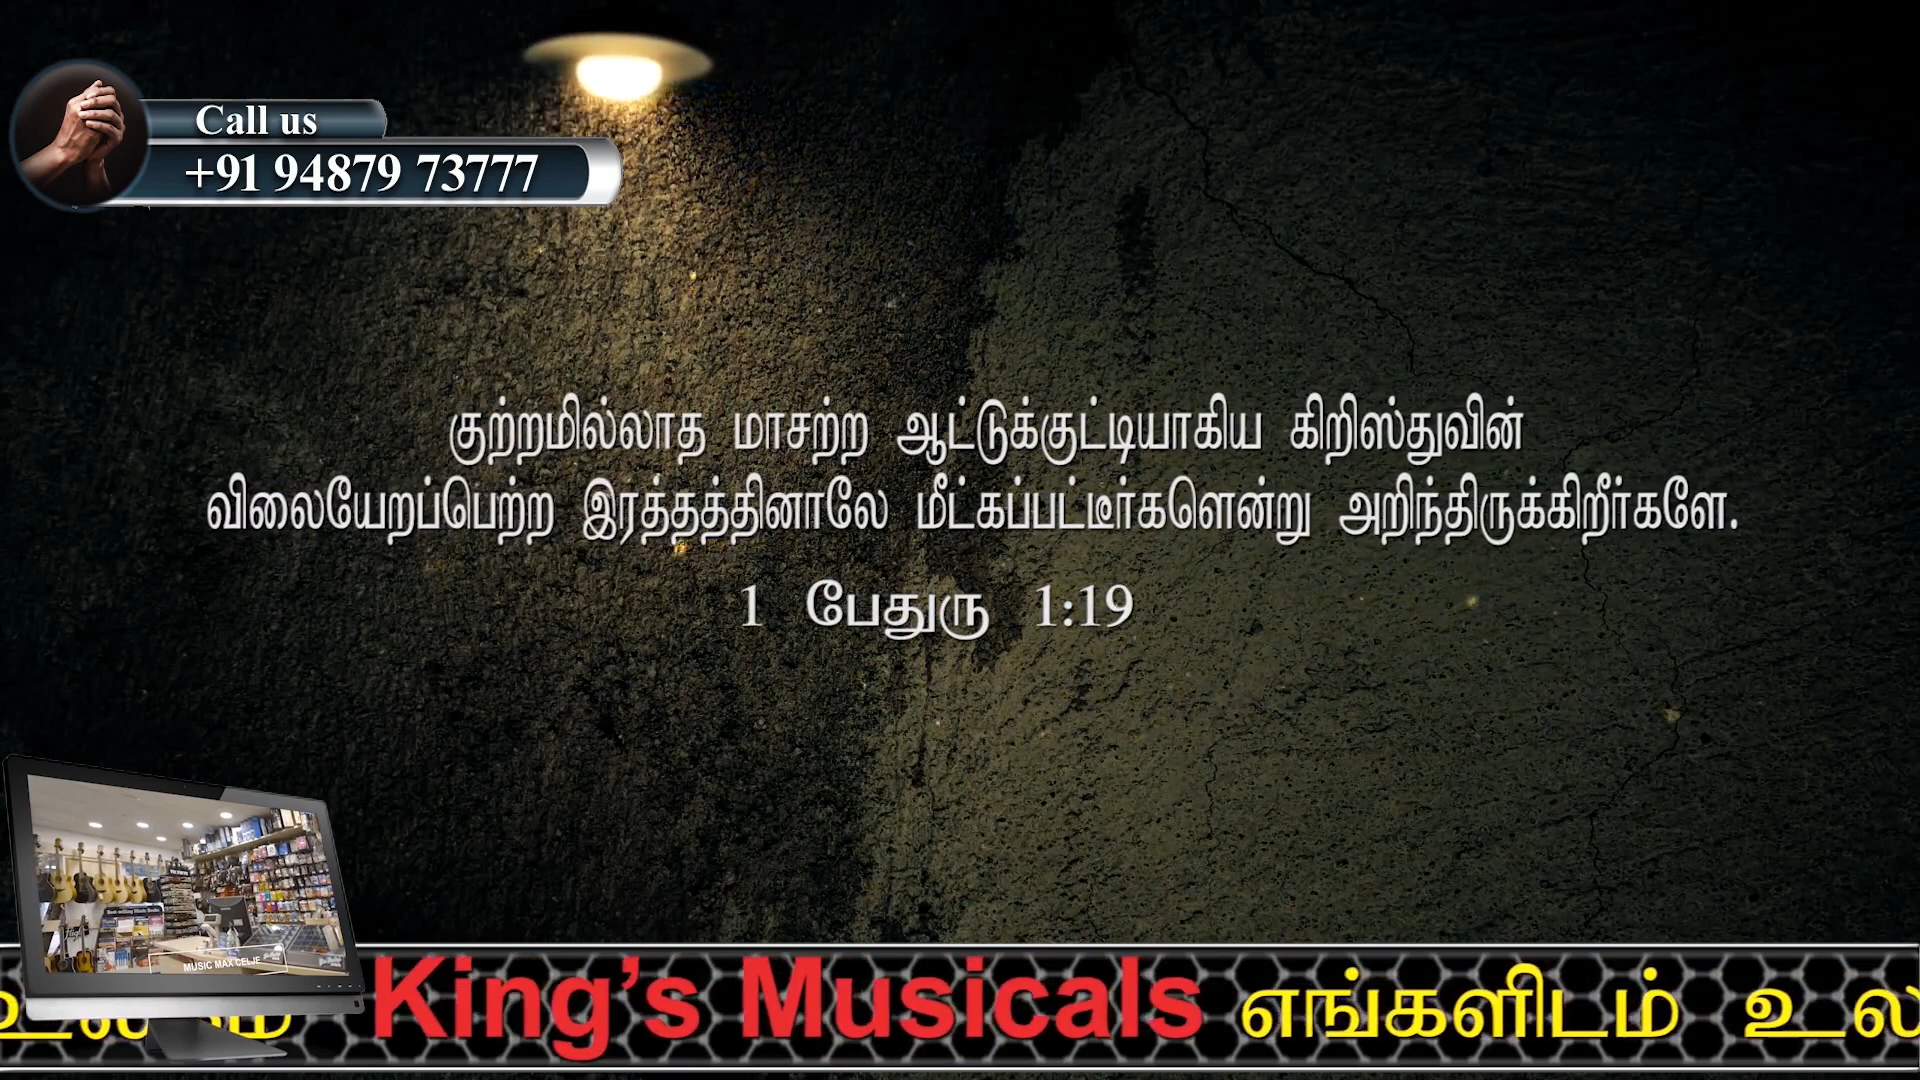 Call us
+91 94879 73777
குற்றமில்லாத மாசற்ற ஆட்டுக்குட்டியாகிய கிறிஸ்துவின்
விலையேறப்பெற்ற இரத்தத்தினாலே மீட்கப்பட்டீர்களென்று அறிந்திருக்கிறீர்களே.
1 பேதுரு 1:19
MUSIC MAX CELJE
King's Musicals எங்களிடம் உல